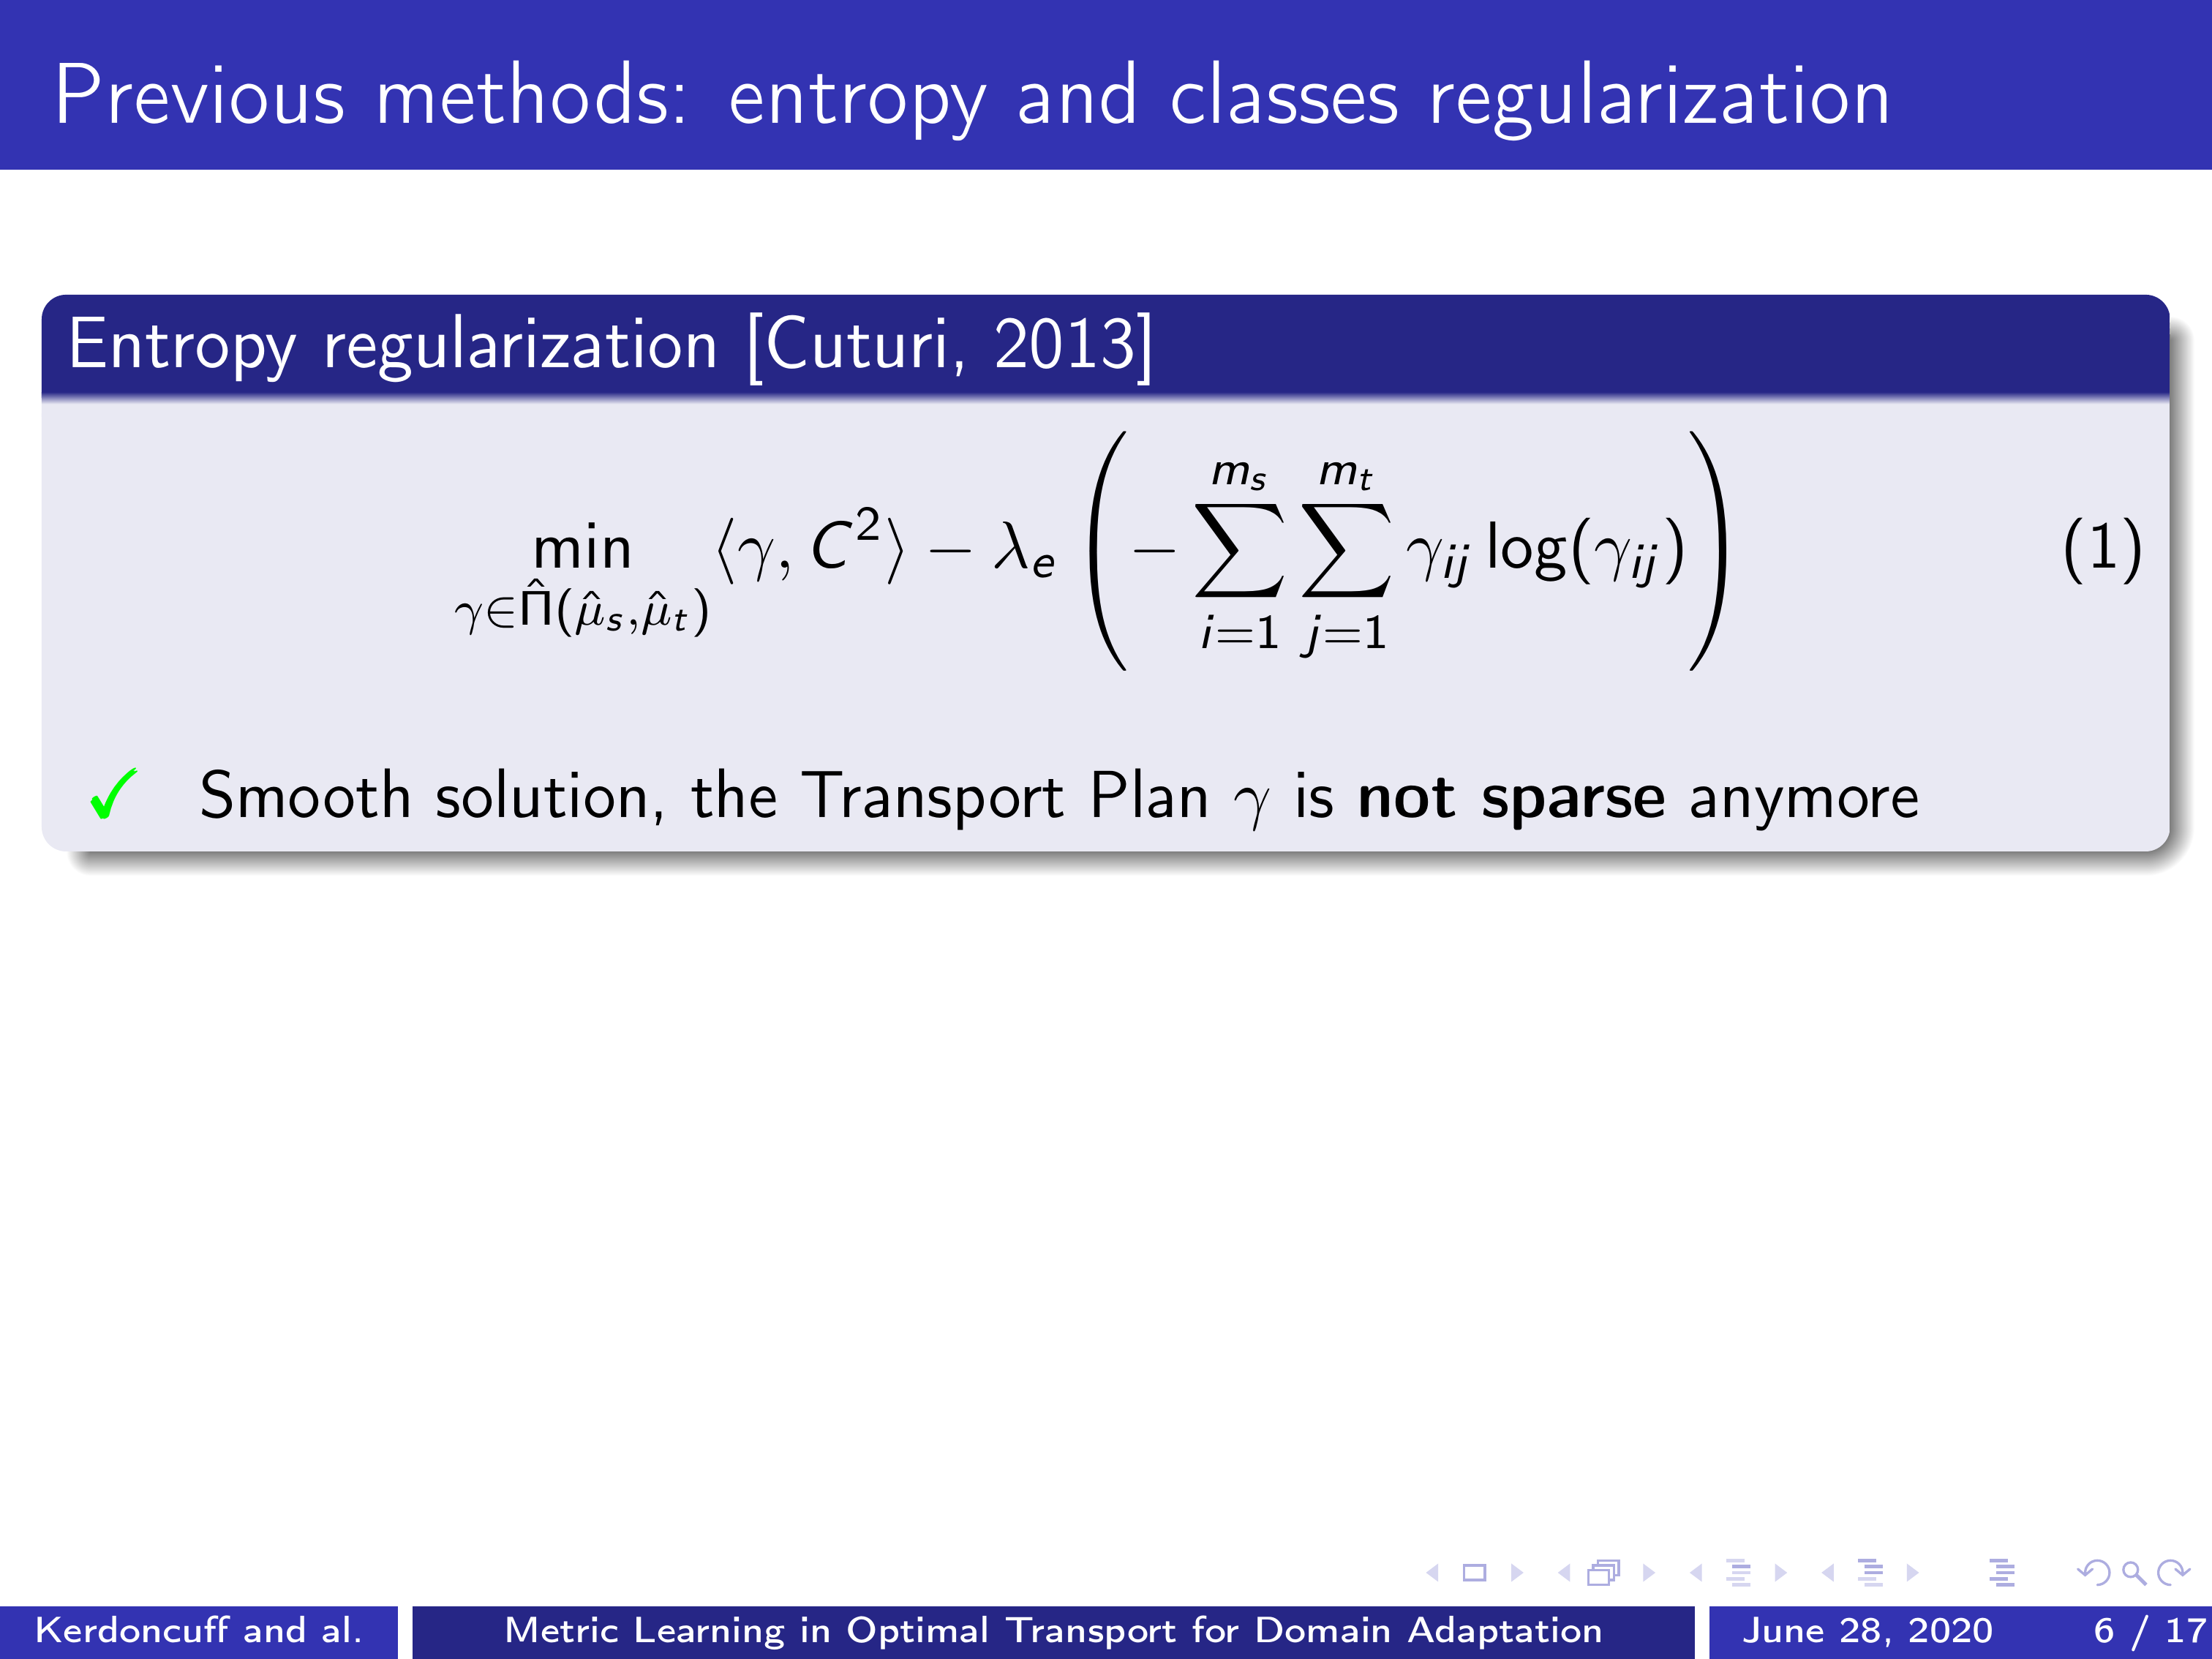 Previous methods: entropy and classes regularization
Entropy regularization [Cuturi, 2013]
$$\min_{\gamma \in \hat{\Pi}(\hat{\mu}_s, \hat{\mu}_t)} \langle \gamma, C^2 \rangle - \lambda_e \left( - \sum_{i=1}^{m_s} \sum_{j=1}^{m_t} \gamma_{ij} \log(\gamma_{ij}) \right) \quad (1)$$
✓ Smooth solution, the Transport Plan γ is not sparse anymore
Kerdoncuff and al. Metric Learning in Optimal Transport for Domain Adaptation June 28, 2020 6 / 17